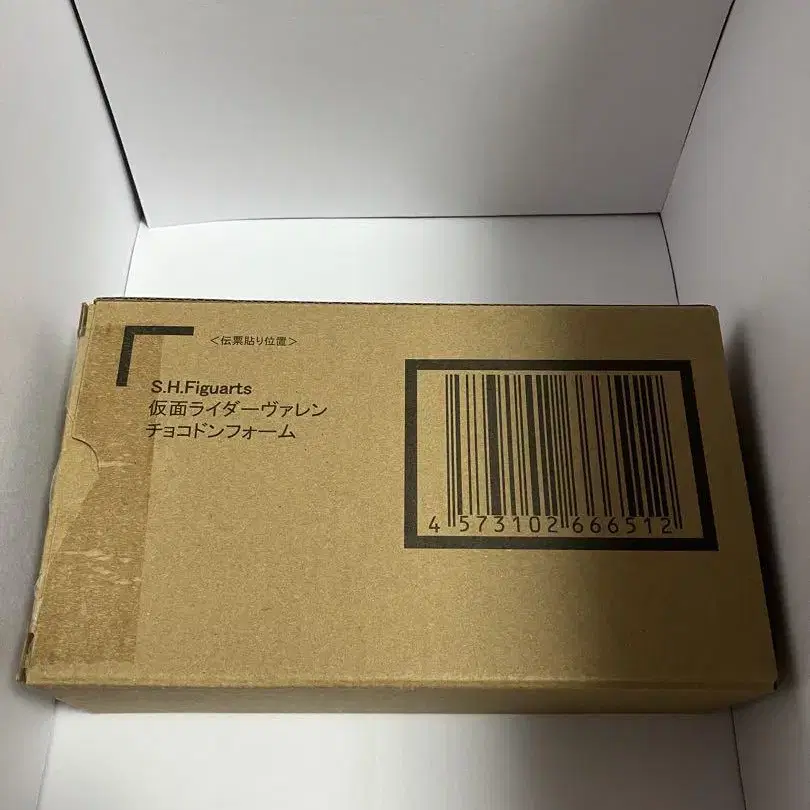 <伝票貼り位置>
S.H.Figuarts
仮面ライダーヴァレン
チョコドンフォーム
4 573102 666512